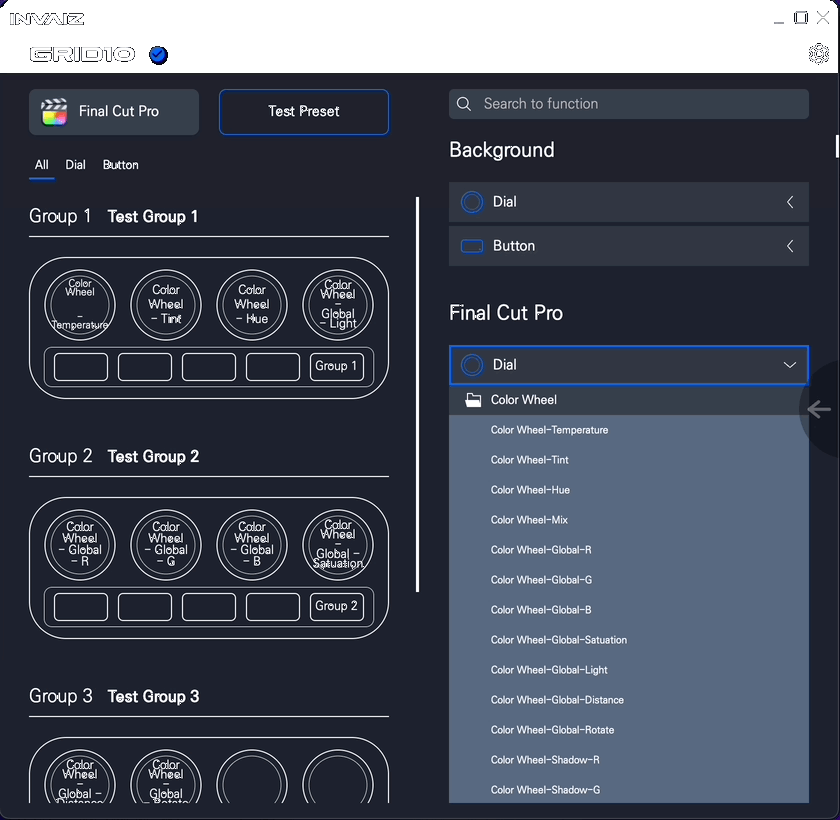 INVAIZ
GRID10
Final Cut Pro
Test Preset
All
Dial
Button
Group 1 Test Group 1
Color
Wheel
-
Temperature
Color
Wheel
- Tint
Color
Wheel
- Hue
Color
Wheel
-
Global
- Light
Group 1
Group 2 Test Group 2
Color
Wheel
- Global
- R
Color
Wheel
- Global
- G
Color
Wheel
- Global
- B
Color
Wheel
-
Global -
Satuation
Group 2
Group 3 Test Group 3
Color
Wheel
-
Global -
Distance
Color
Wheel
-
Global
- Rotate
Search to function
Background
Dial
Button
Final Cut Pro
Dial
Color Wheel
Color Wheel-Temperature
Color Wheel-Tint
Color Wheel-Hue
Color Wheel-Mix
Color Wheel-Global-R
Color Wheel-Global-G
Color Wheel-Global-B
Color Wheel-Global-Satuation
Color Wheel-Global-Light
Color Wheel-Global-Distance
Color Wheel-Global-Rotate
Color Wheel-Shadow-R
Color Wheel-Shadow-G